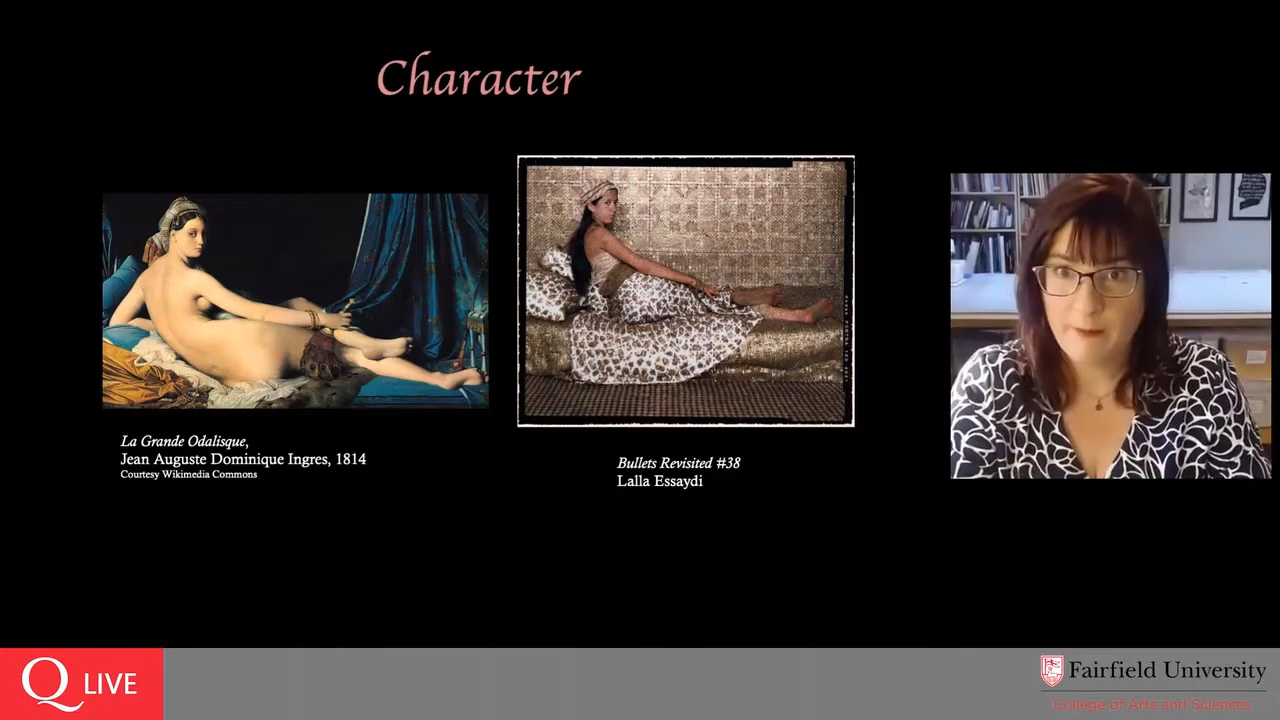 Character
La Grande Odalisque,
Jean Auguste Dominique Ingres, 1814
Courtesy Wikimedia Commons
Bullets Revisited #38
Lalla Essaydi
Q LIVE
Fairfield University
College of Arts and Sciences